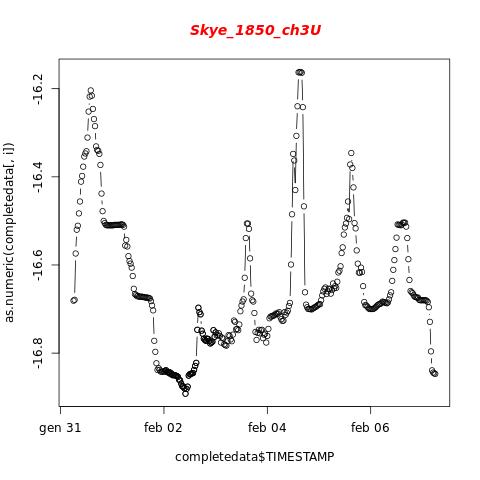 Skye_1850_ch3U
as.numeric(completedata[, i])
-16.2
-16.4
-16.6
-16.8
gen 31
feb 02
feb 04
feb 06
completedata$TIMESTAMP